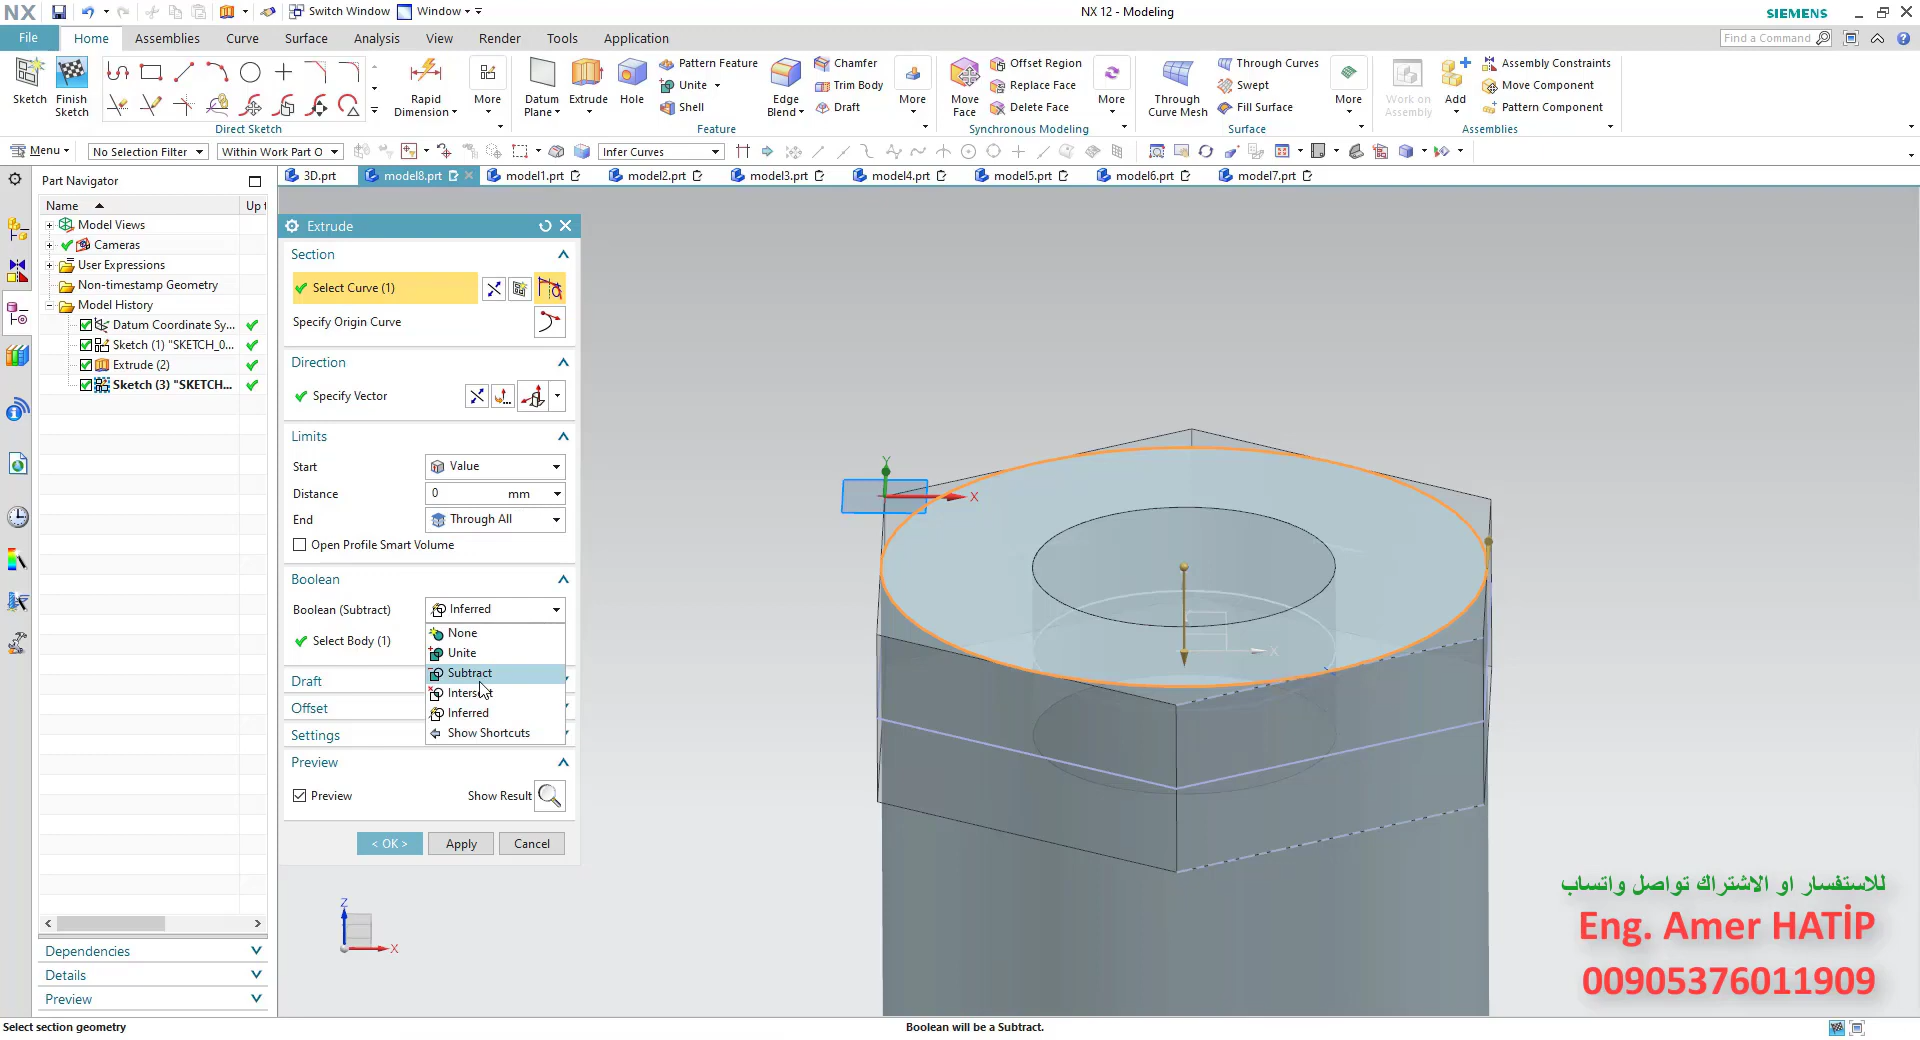 NX
Switch Window
Window
NX 12 - Modeling
SIEMENS
File
Home
Assemblies
Curve
Surface
Analysis
View
Render
Tools
Application
Find a Command
Sketch
Finish Sketch
Direct Sketch
Rapid Dimension
More
Datum Plane
Extrude
Hole
Pattern Feature
Unite
Shell
Edge Blend
Chamfer
Trim Body
Draft
More
Feature
Move Face
Offset Region
Replace Face
Delete Face
More
Synchronous Modeling
Through Curve Mesh
Through Curves
Swept
Fill Surface
More
Surface
Work on Assembly
Add
Assembly Constraints
Move Component
Pattern Component
Assemblies
Menu
No Selection Filter
Within Work Part O
Infer Curves
Part Navigator
3D.prt
model8.prt
model1.prt
model2.prt
model3.prt
model4.prt
model5.prt
model6.prt
model7.prt
Name
Up t
Model Views
Cameras
User Expressions
Non-timestamp Geometry
Model History
Datum Coordinate Sy...
Sketch (1) "SKETCH_0...
Extrude (2)
Sketch (3) "SKETCH...
Dependencies
Details
Preview
Extrude
Section
Select Curve (1)
Specify Origin Curve
Direction
Specify Vector
Limits
Start
Value
Distance
0 mm
End
Through All
Open Profile Smart Volume
Boolean
Boolean (Subtract)
Inferred
Select Body (1)
None
Unite
Subtract
Intersect
Inferred
Show Shortcuts
Draft
Offset
Settings
Preview
Preview
Show Result
< OK >
Apply
Cancel
Y
X
X
Z
X
للاستفسار او الاشتراك تواصل واتساب
Eng. Amer HATİP
00905376011909
Select section geometry
Boolean will be a Subtract.